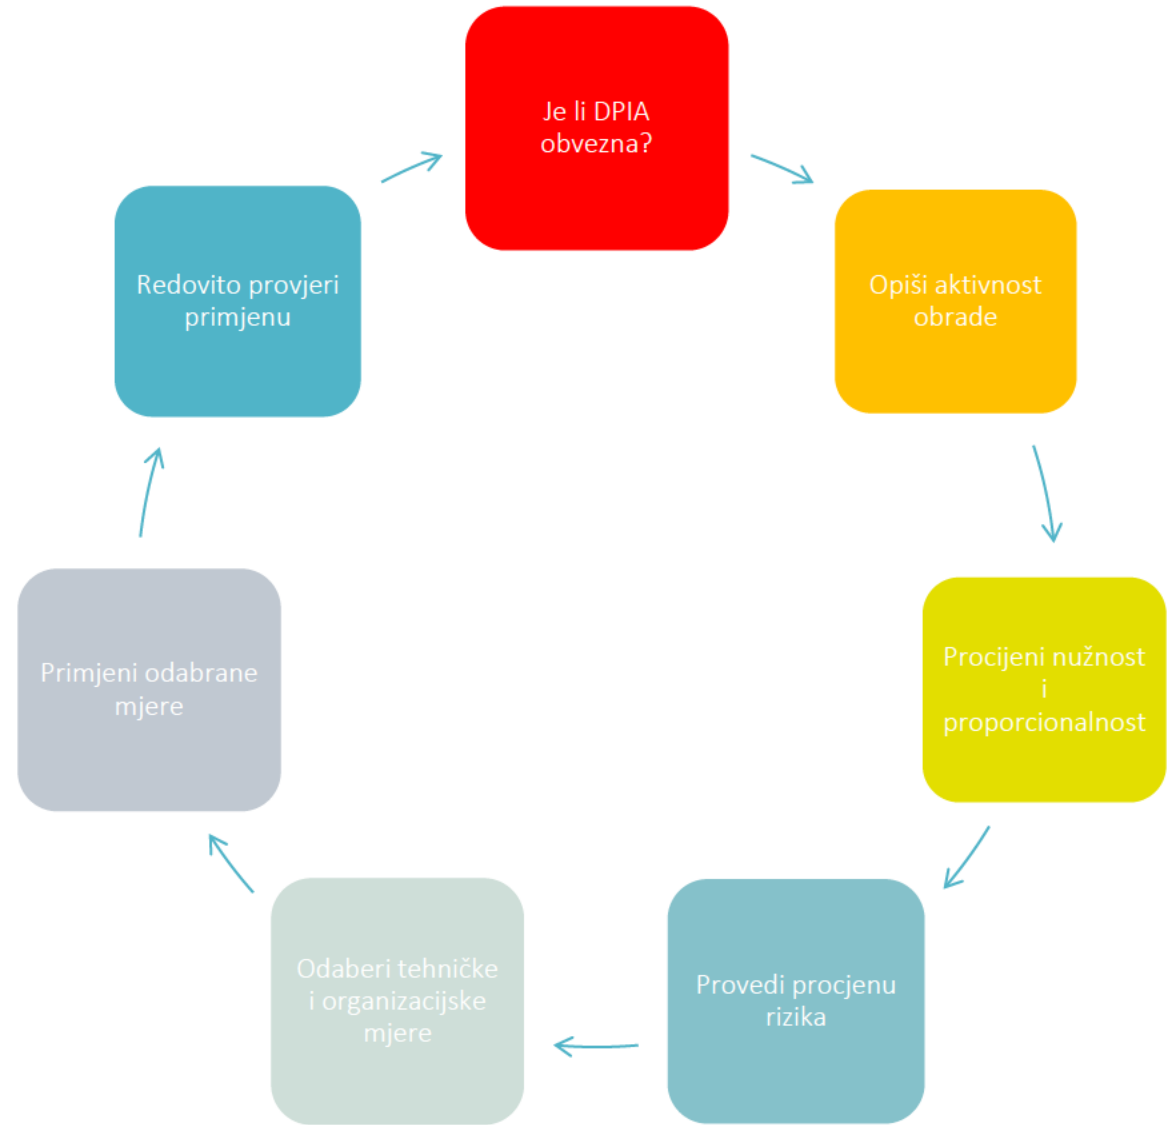 Je li DPIA
obvezna?
Opiši aktivnost
obrade
Procijeni nužnost
i
proporcionalnost
Provedi procjenu
rizika
Odaberi tehničke
i organizacijske
mjere
Primjeni odabrane
mjere
Redovito provjeri
primjenu